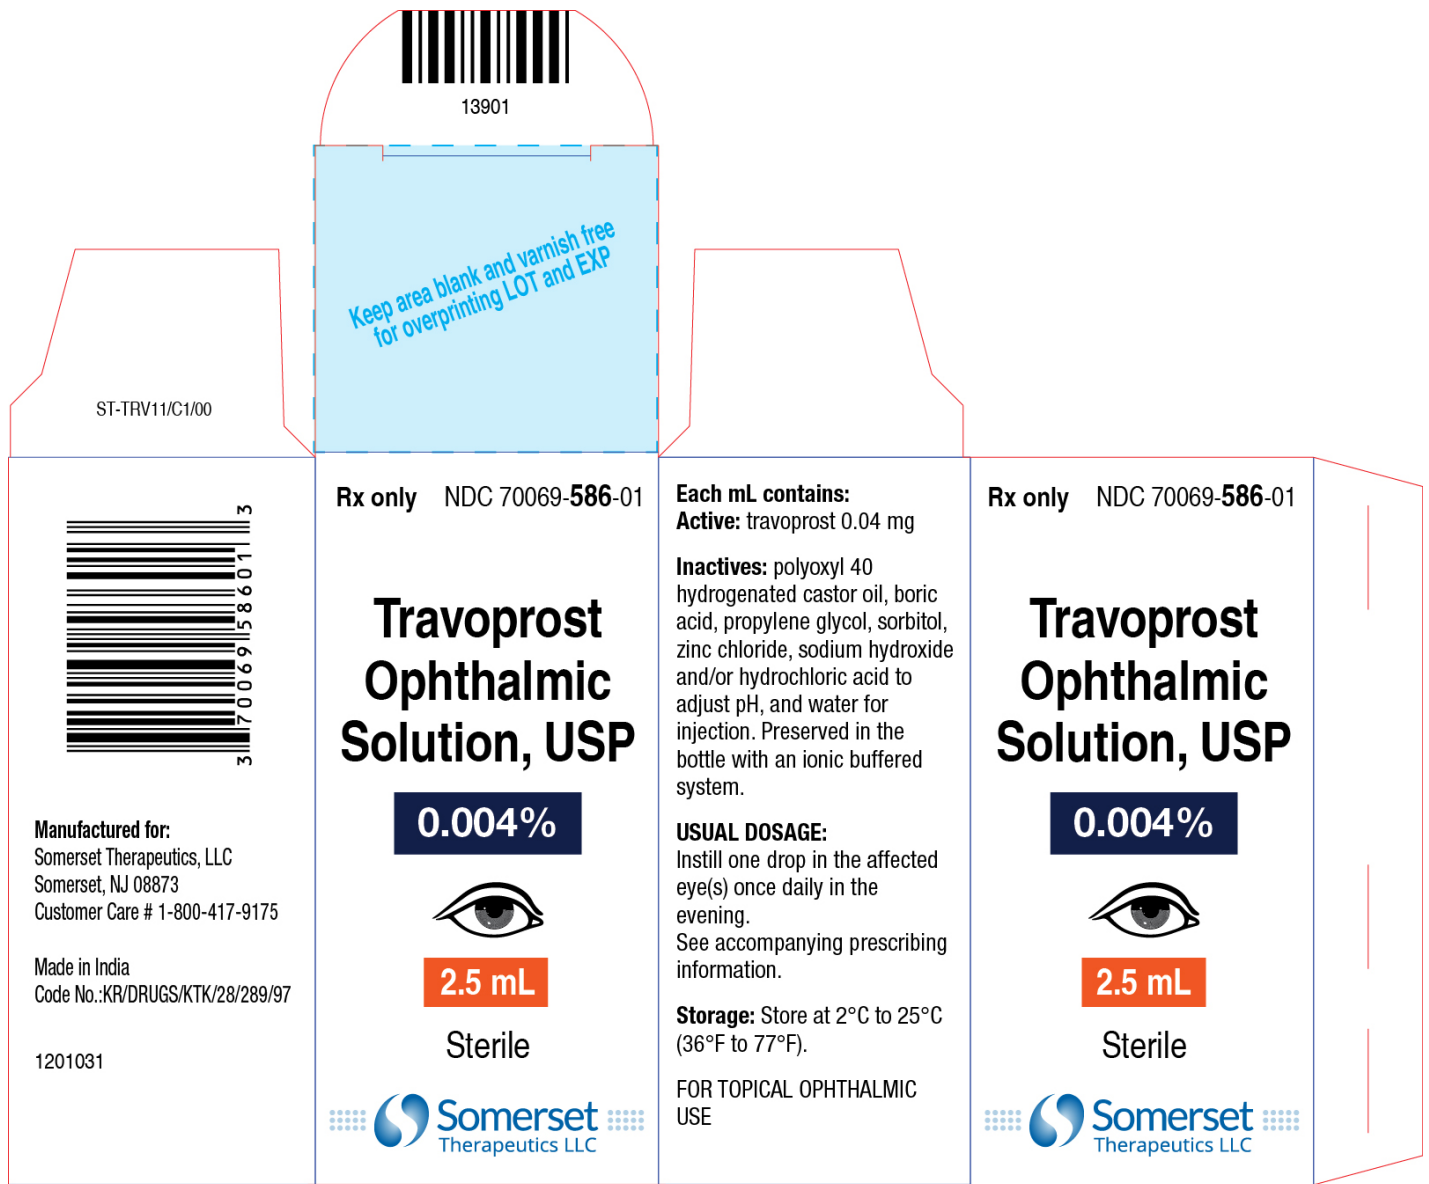 13901
Keep area blank and varnish free
for overprinting LOT and EXP
ST-TRV11/C1/00
3 70069 58601 3
Manufactured for:
Somerset Therapeutics, LLC
Somerset, NJ 08873
Customer Care # 1-800-417-9175
Made in India
Code No.:KR/DRUGS/KTK/28/289/97
1201031
Rx only NDC 70069-586-01
Travoprost
Ophthalmic
Solution, USP
0.004%
2.5 mL
Sterile
Somerset
Therapeutics LLC
Each mL contains:
Active: travoprost 0.04 mg
Inactives: polyoxyl 40
hydrogenated castor oil, boric
acid, propylene glycol, sorbitol,
zinc chloride, sodium hydroxide
and/or hydrochloric acid to
adjust pH, and water for
injection. Preserved in the
bottle with an ionic buffered
system.
USUAL DOSAGE:
Instill one drop in the affected
eye(s) once daily in the
evening.
See accompanying prescribing
information.
Storage: Store at 2°C to 25°C
(36°F to 77°F).
FOR TOPICAL OPHTHALMIC
USE
Rx only NDC 70069-586-01
Travoprost
Ophthalmic
Solution, USP
0.004%
2.5 mL
Sterile
Somerset
Therapeutics LLC